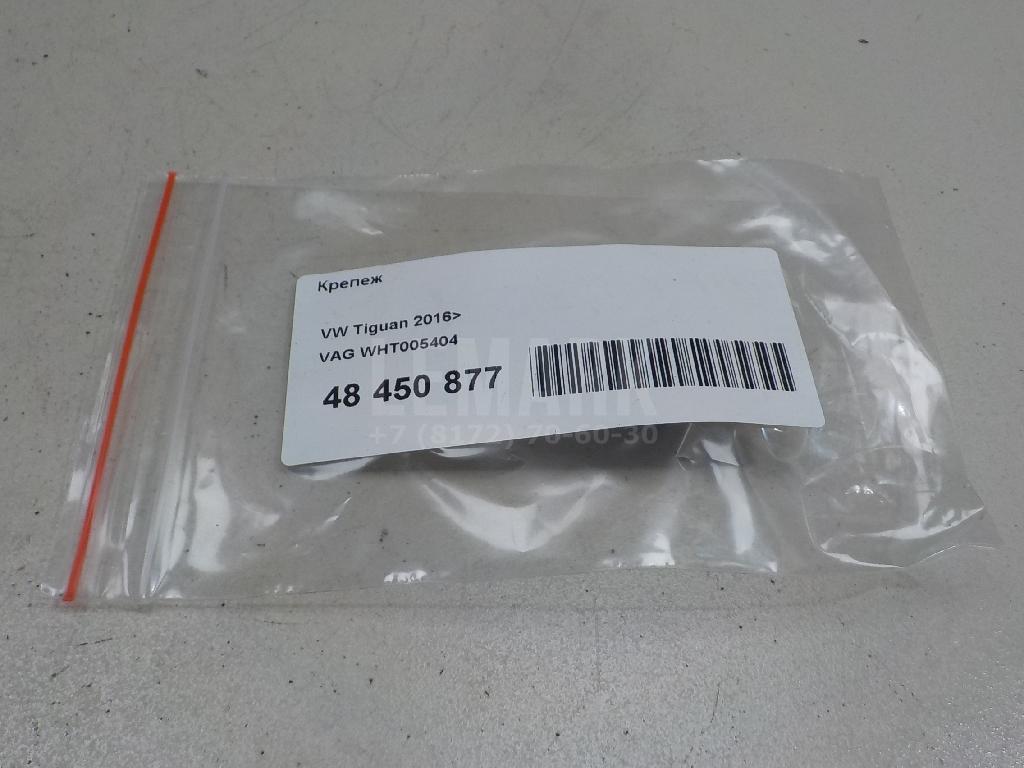 Крепеж
VW Tiguan 2016>
VAG WHT005404
48 450 877
+7 (8172) 70-60-30